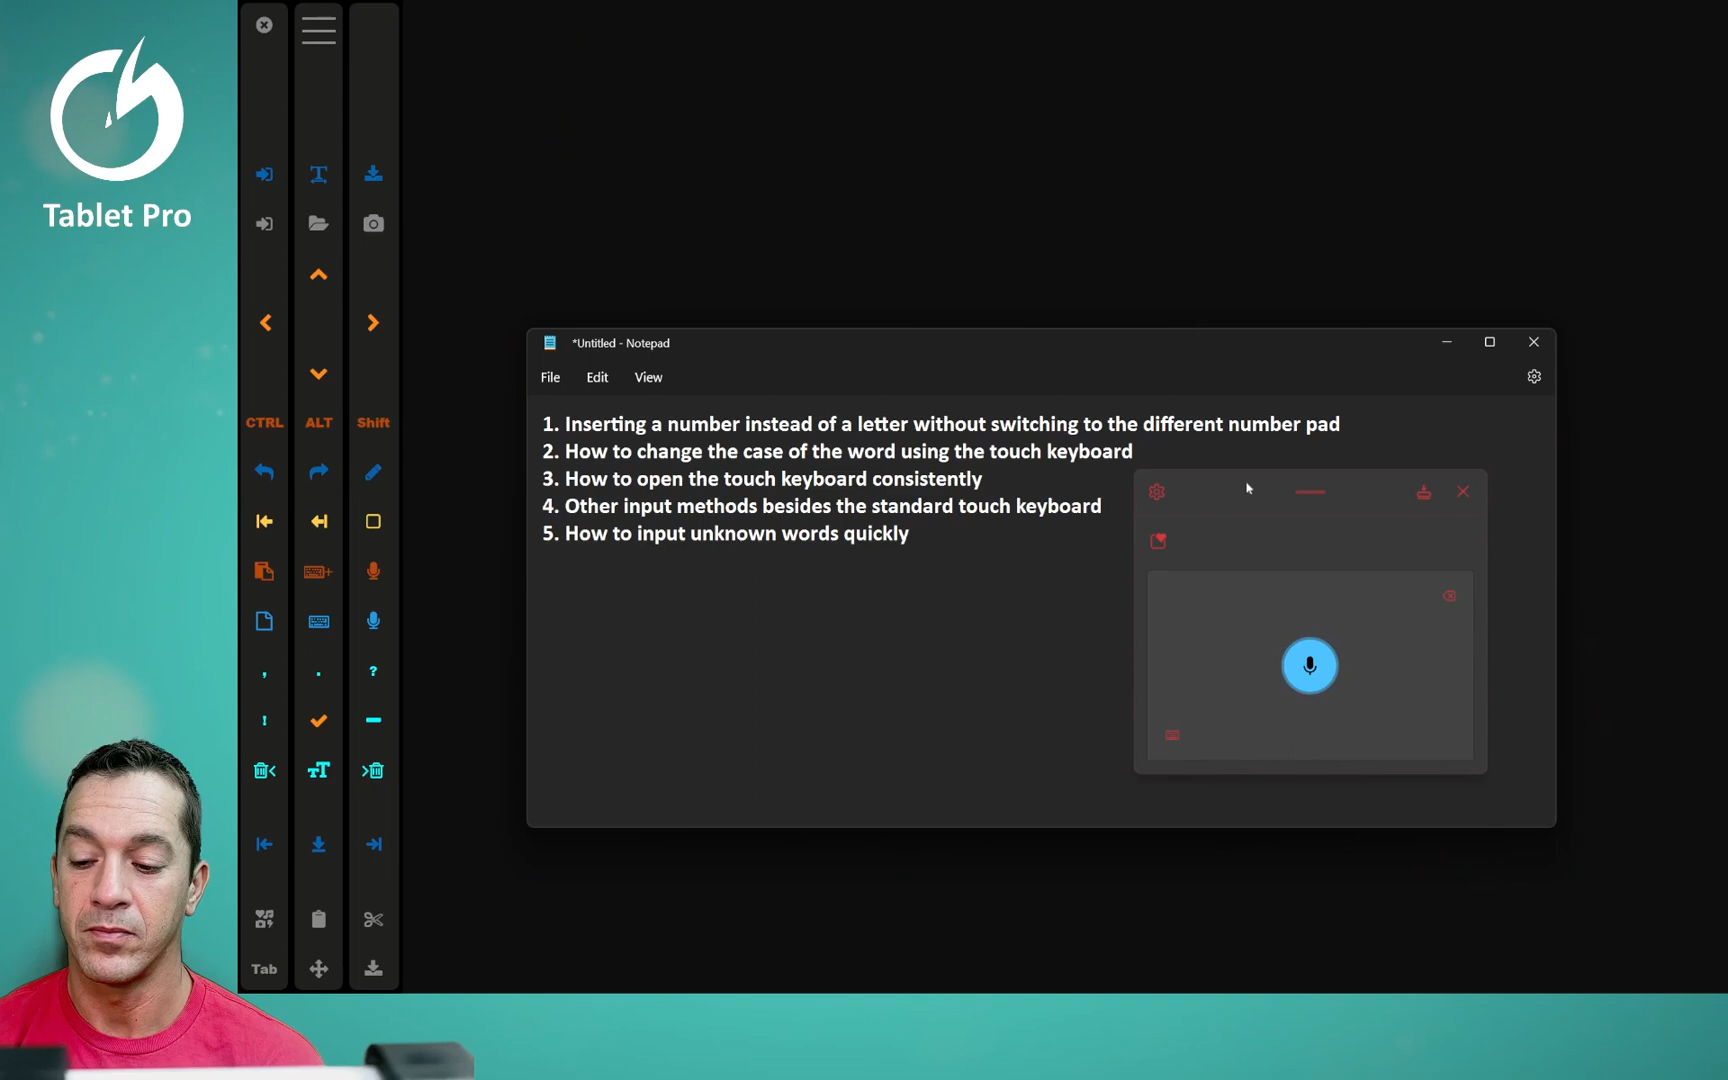 Tablet Pro
CTRL ALT Shift
, . ?
!
Tab
*Untitled - Notepad
File Edit View
1. Inserting a number instead of a letter without switching to the different number pad
2. How to change the case of the word using the touch keyboard
3. How to open the touch keyboard consistently
4. Other input methods besides the standard touch keyboard
5. How to input unknown words quickly